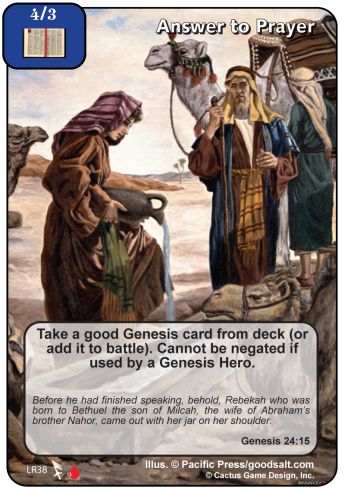 4/3
Answer to Prayer
Take a good Genesis card from deck (or
add it to battle). Cannot be negated if
used by a Genesis Hero.
Before he had finished speaking, behold, Rebekah who was
born to Bethuel the son of Milcah, the wife of Abraham's
brother Nahor, came out with her jar on her shoulder.
Genesis 24:15
LR38
Illus. © Pacific Press/goodsalt.com
© Cactus Game Design, Inc.